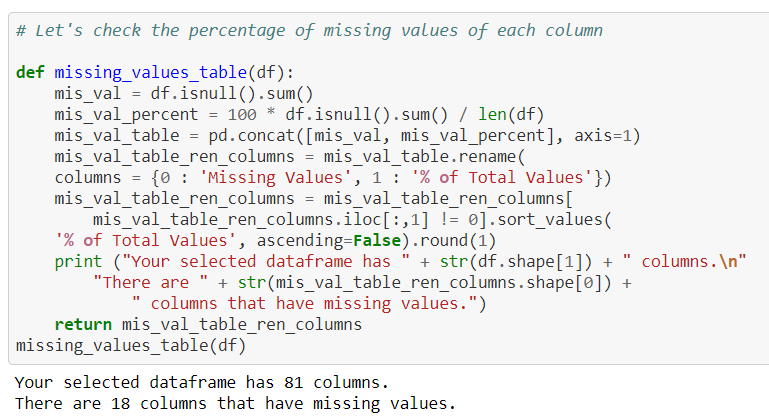 # Let's check the percentage of missing values of each column
def missing_values_table(df):
    mis_val = df.isnull().sum()
    mis_val_percent = 100 * df.isnull().sum() / len(df)
    mis_val_table = pd.concat([mis_val, mis_val_percent], axis=1)
    mis_val_table_ren_columns = mis_val_table.rename(
    columns = {0 : 'Missing Values', 1 : '% of Total Values'})
    mis_val_table_ren_columns = mis_val_table_ren_columns[
        mis_val_table_ren_columns.iloc[:,1] != 0].sort_values(
    '% of Total Values', ascending=False).round(1)
    print ("Your selected dataframe has " + str(df.shape[1]) + " columns.\n"
        "There are " + str(mis_val_table_ren_columns.shape[0]) +
            " columns that have missing values.")
    return mis_val_table_ren_columns
missing_values_table(df)
Your selected dataframe has 81 columns.
There are 18 columns that have missing values.